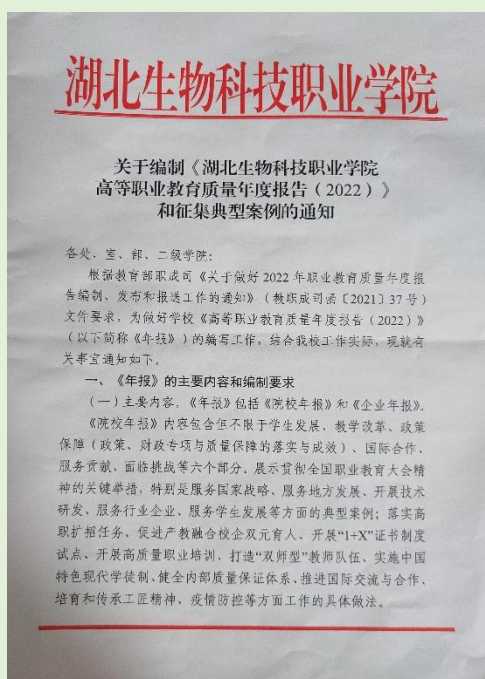 湖北生物科技职业学院
关于编制《湖北生物科技职业学院
高等职业教育质量年度报告（2022）》
和征集典型案例的通知
各处、室、部、二级学院：
根据教育部职成司《关于做好 2022 年职业教育质量年度报
告编制、发布和报送工作的通知》（教职成司函〔2021〕37 号）
文件要求，为做好学校《高等职业教育质量年度报告（2022）》
（以下简称《年报》）的编写工作，结合我校工作实际，现就有
关事宜通知如下。
一、《年报》的主要内容和编制要求
（一）主要内容。《年报》包括《院校年报》和《企业年报》。
《院校年报》内容包含但不限于学生发展、教学改革、政策
保障（政策、财政专项与质量保障的落实与成效）、国际合作、
服务贡献、面临挑战等六个部分。展示贯彻全国职业教育大会精
神的关键举措，特别是服务国家战略、服务地方发展、开展技术
研发、服务行业企业、服务学生发展等方面的典型案例；落实高
职扩招任务、促进产教融合校企双元育人、开展“1+X”证书制度
试点、开展高质量职业培训、打造“双师型”教师队伍、实施中国
特色现代学徒制、健全内部质量保证体系、推进国际交流与合作、
培育和传承工匠精神、疫情防控等方面工作的具体做法。